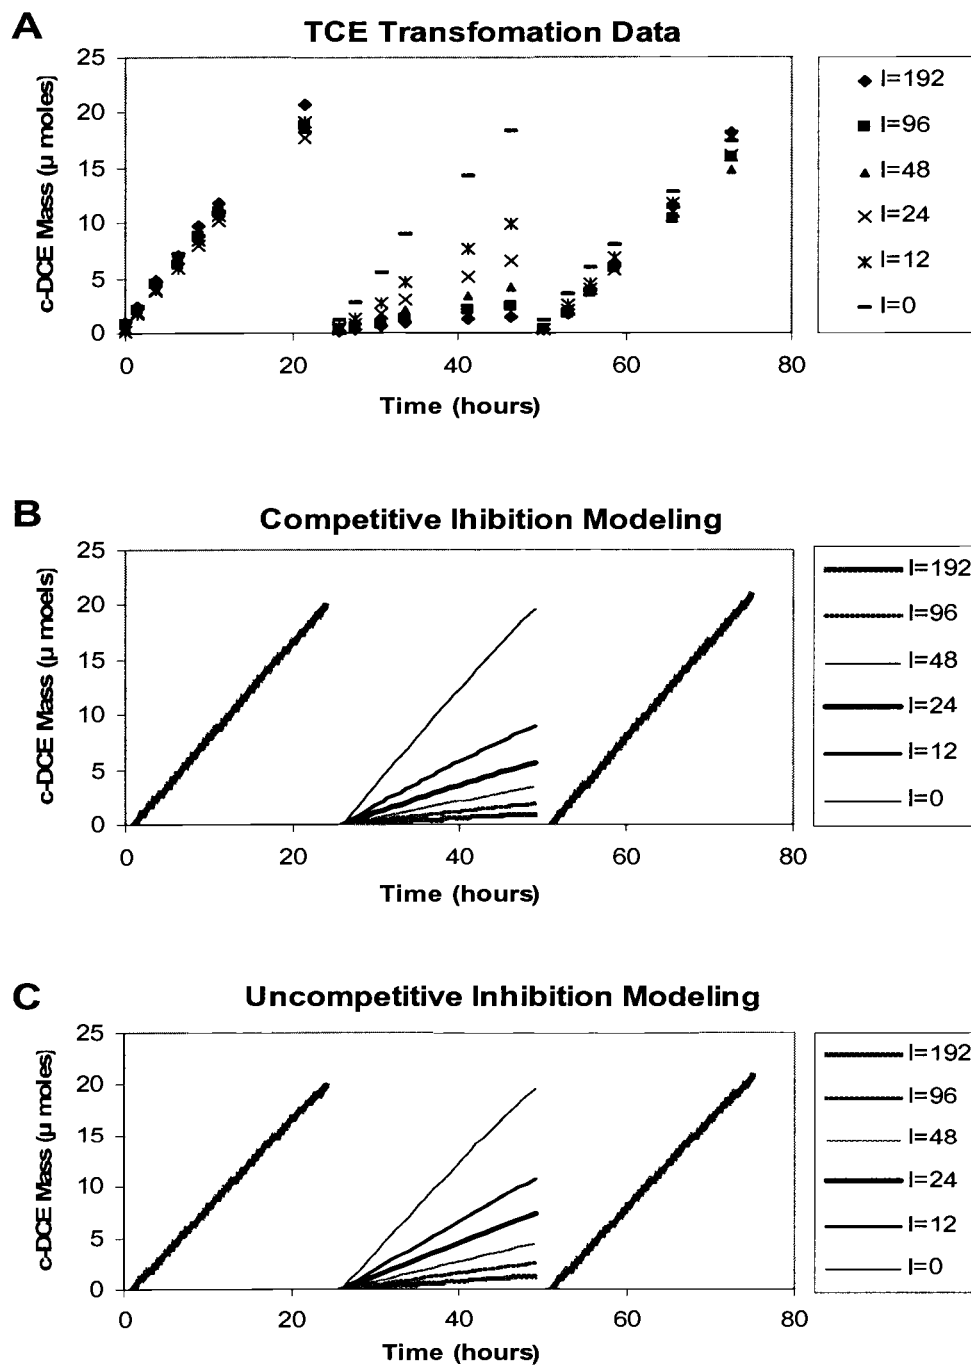 A
TCE Transfomation Data
c-DCE Mass (µ moles)
25
20
15
10
5
0
0
20
40
60
80
Time (hours)
I=192
I=96
I=48
I=24
I=12
I=0
B
Competitive Ihibition Modeling
c-DCE Mass (µ moels)
25
20
15
10
5
0
0
20
40
60
80
Time (hours)
I=192
I=96
I=48
I=24
I=12
I=0
C
Uncompetitive Inhibition Modeling
c-DCE Mass (µ moles)
25
20
15
10
5
0
0
20
40
60
80
Time (hours)
I=192
I=96
I=48
I=24
I=12
I=0